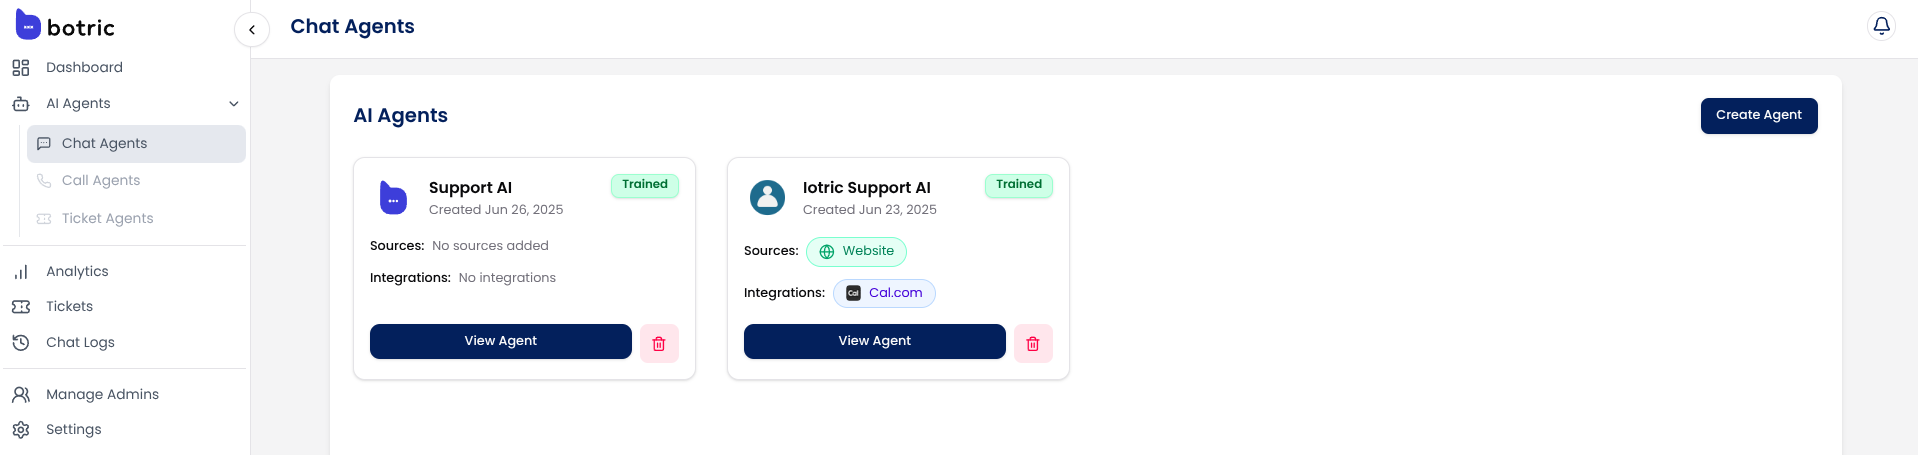 botric
Chat Agents
Dashboard
AI Agents
Chat Agents
Call Agents
Ticket Agents
Analytics
Tickets
Chat Logs
Manage Admins
Settings
AI Agents
Create Agent
Support AI
Trained
Created Jun 26, 2025
Sources: No sources added
Integrations: No integrations
View Agent
Iotric Support AI
Trained
Created Jun 23, 2025
Sources: Website
Integrations: Cal Cal.com
View Agent